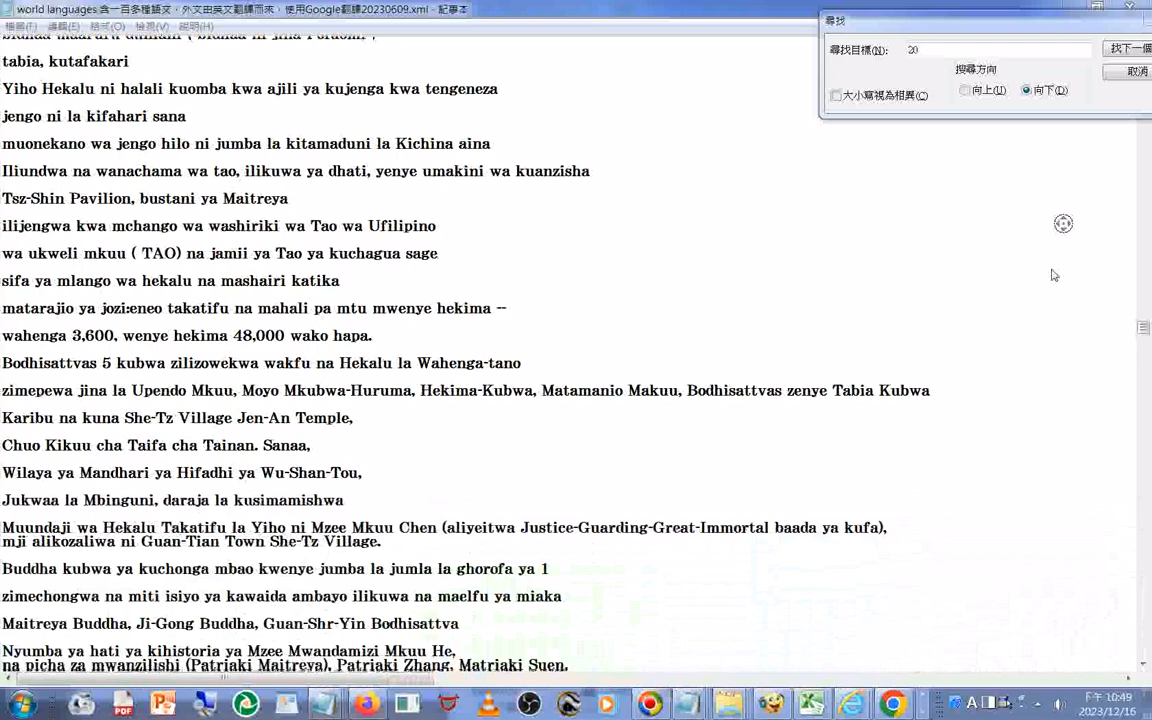 world languages 含一百多種語文，外文由英文翻譯而來，使用Google翻譯20230609.xml - 記事本
檔案(F) 編輯(E) 格式(O) 檢視(V) 說明(H)
尋找
尋找目標(N): 20
找下一個
搜尋方向
取消
大小寫視為相異(C)
向上(U)
向下(D)
tabia, kutafakari
Yiho Hekalu ni halali kuomba kwa ajili ya kujenga kwa tengeneza
jengo ni la kifahari sana
muonekano wa jengo hilo ni jumba la kitamaduni la Kichina aina
Iliundwa na wanachama wa tao, ilikuwa ya dhati, yenye umakini wa kuanzisha
Tsz-Shin Pavilion, bustani ya Maitreya
ilijengwa kwa mchango wa washiriki wa Tao wa Ufilipino
wa ukweli mkuu ( TAO) na jamii ya Tao ya kuchagua sage
sifa ya mlango wa hekalu na mashairi katika
matarajio ya jozi:eneo takatifu na mahali pa mtu mwenye hekima --
wahenga 3,600, wenye hekima 48,000 wako hapa.
Bodhisattvas 5 kubwa zilizowekwa wakfu na Hekalu la Wahenga-tano
zimepewa jina la Upendo Mkuu, Moyo Mkubwa-Huruma, Hekima-Kubwa, Matamanio Makuu, Bodhisattvas zenye Tabia Kubwa
Karibu na kuna She-Tz Village Jen-An Temple,
Chuo Kikuu cha Taifa cha Tainan. Sanaa,
Wilaya ya Mandhari ya Hifadhi ya Wu-Shan-Tou,
Jukwaa la Mbinguni, daraja la kusimamishwa
Muundaji wa Hekalu Takatifu la Yiho ni Mzee Mkuu Chen (aliyeitwa Justice-Guarding-Great-Immortal baada ya kufa),
mji alikozaliwa ni Guan-Tian Town She-Tz Village.
Buddha kubwa ya kuchonga mbao kwenye jumba la jumla la ghorofa ya 1
zimechongwa na miti isiyo ya kawaida ambayo ilikuwa na maelfu ya miaka
Maitreya Buddha, Ji-Gong Buddha, Guan-Shr-Yin Bodhisattva
Nyumba ya hati ya kihistoria ya Mzee Mwandamizi Mkuu He,
na picha za mwanzilishi (Patriaki Maitreya), Patriaki Zhang, Matriaki Suen.
下午 10:49
2023/12/16